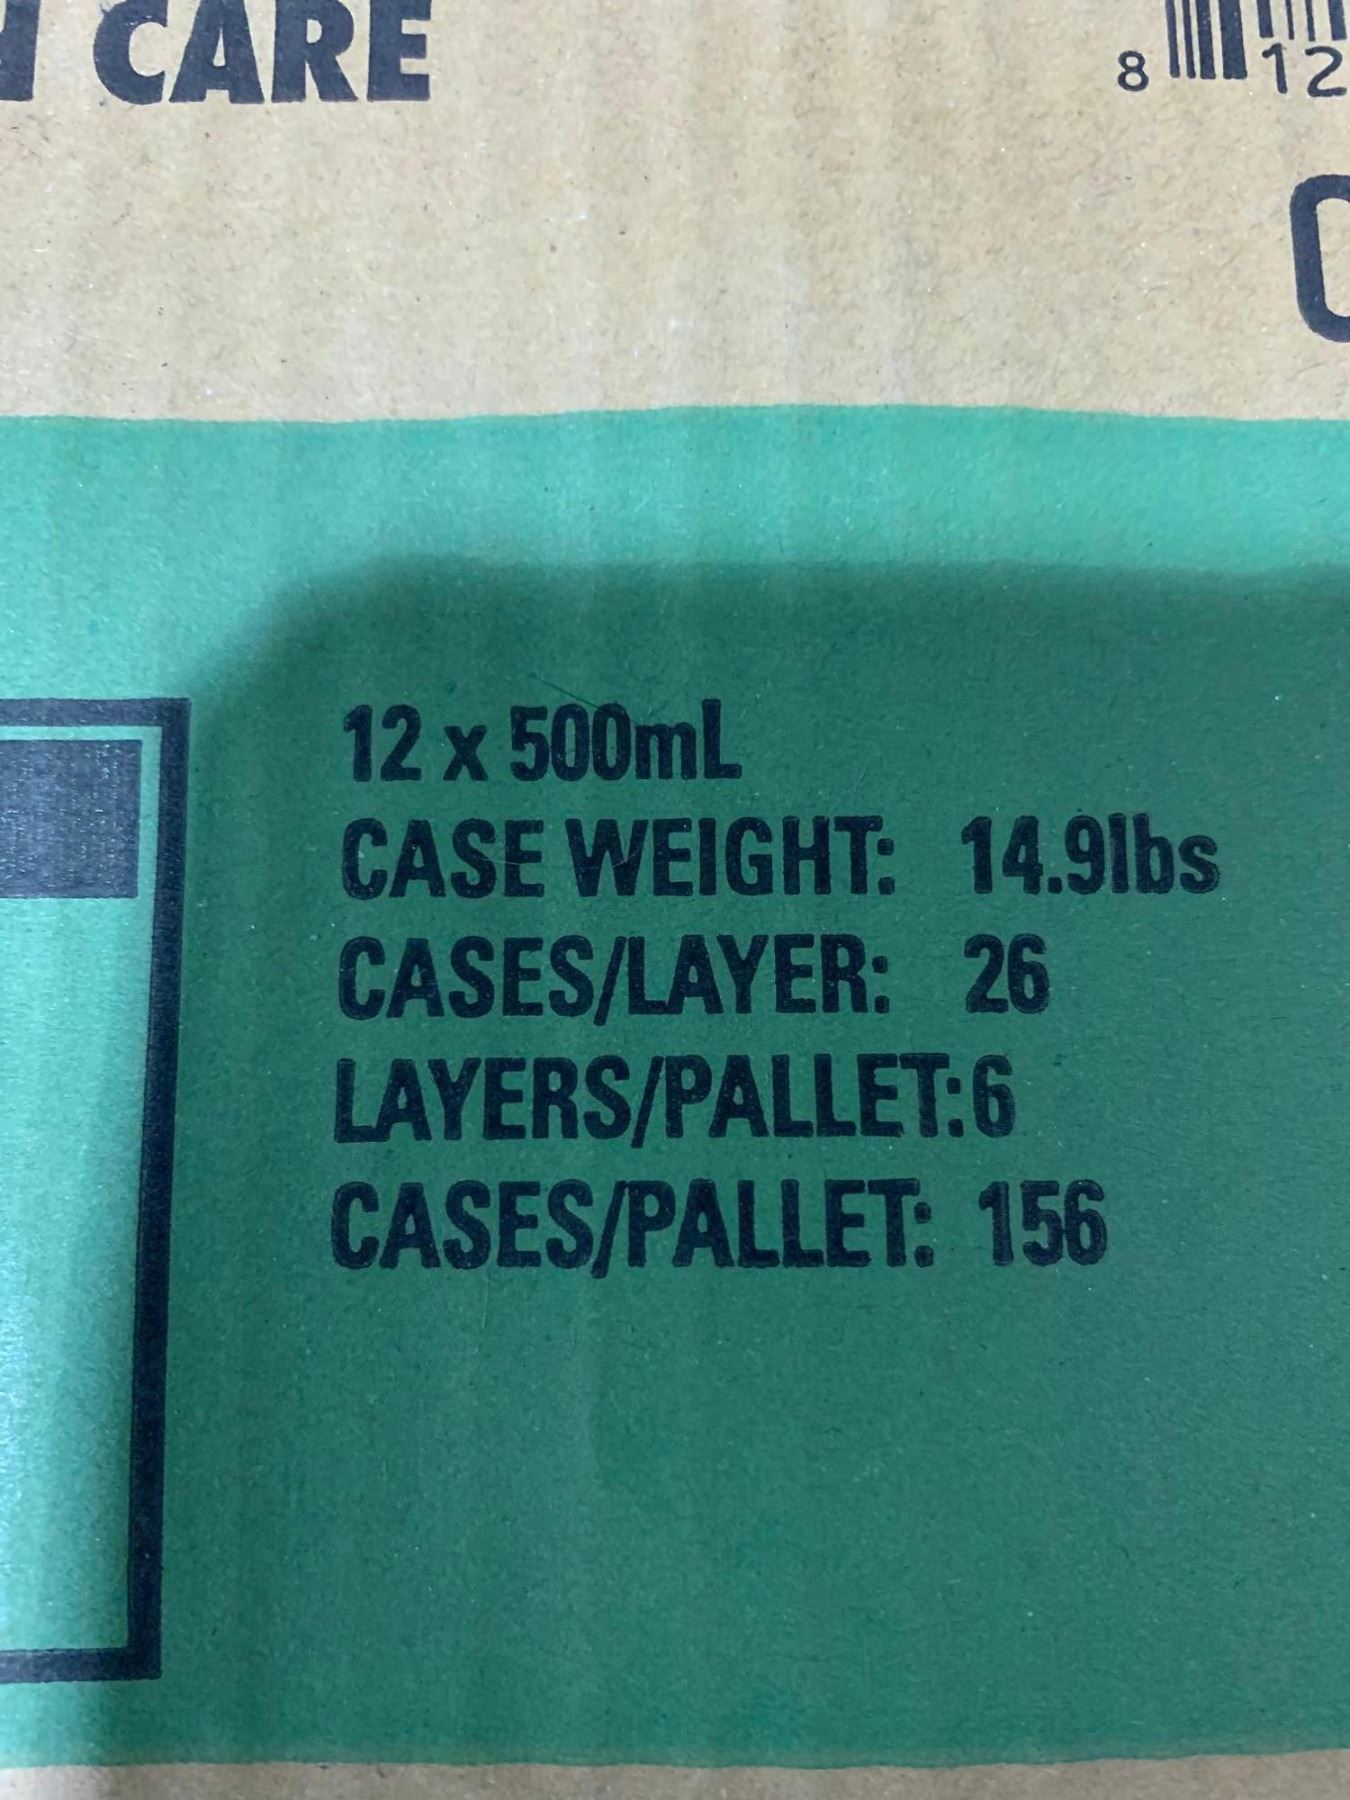 CARE
8 12
12 x 500mL
CASE WEIGHT: 14.9lbs
CASES/LAYER: 26
LAYERS/PALLET:6
CASES/PALLET: 156